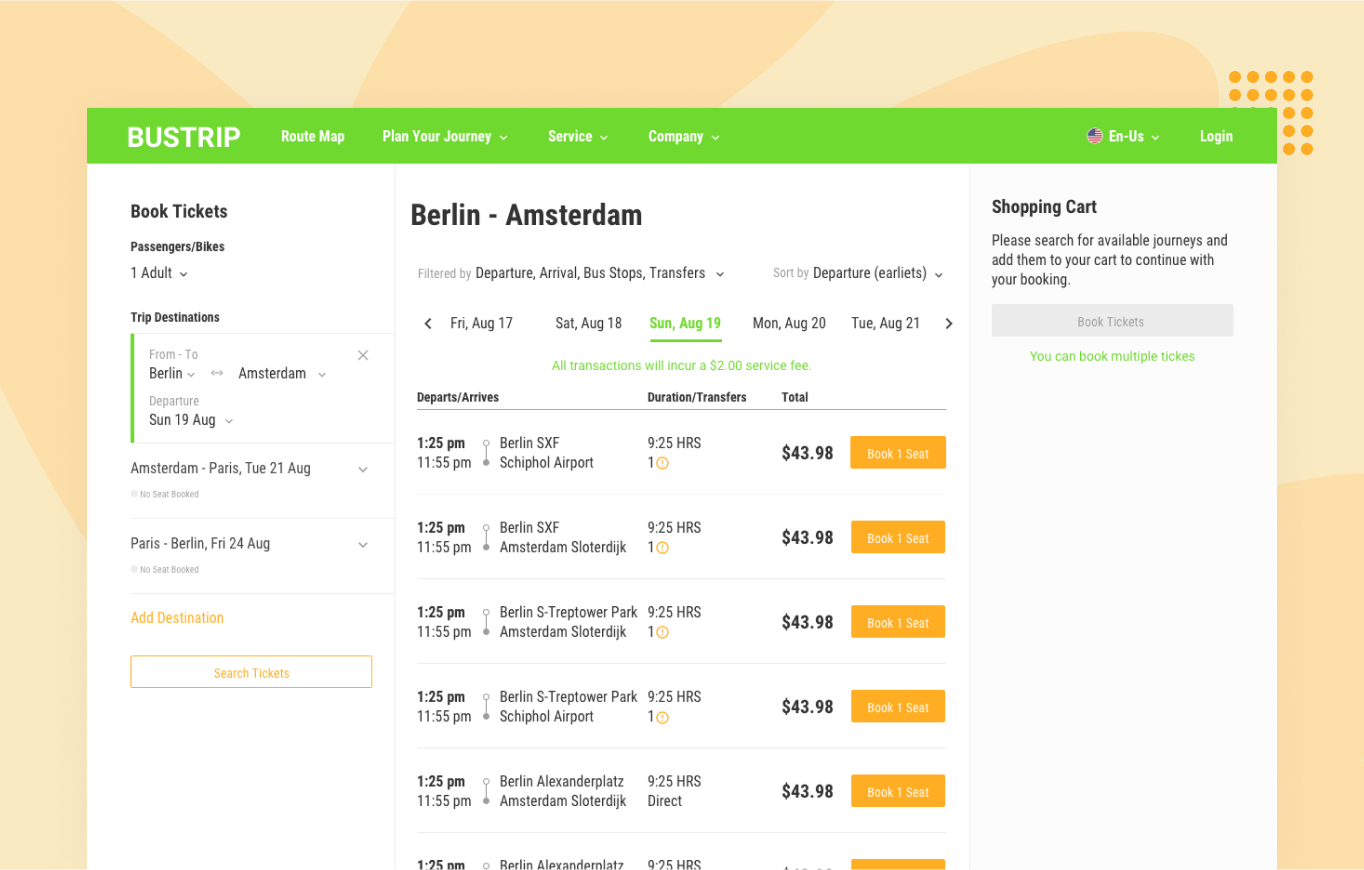 BUSTRIP Route Map Plan Your Journey Service Company En-Us Login
Book Tickets
Passengers/Bikes
1 Adult
Trip Destinations
From - To
Berlin Amsterdam
Departure
Sun 19 Aug
Amsterdam - Paris, Tue 21 Aug
No Seat Booked
Paris - Berlin, Fri 24 Aug
No Seat Booked
Add Destination
Search Tickets
Berlin - Amsterdam
Filtered by Departure, Arrival, Bus Stops, Transfers Sort by Departure (earliets)
Fri, Aug 17 Sat, Aug 18 Sun, Aug 19 Mon, Aug 20 Tue, Aug 21
All transactions will incur a $2.00 service fee.
Departs/Arrives Duration/Transfers Total
1:25 pm Berlin SXF 9:25 HRS
$43.98 Book 1 Seat
11:55 pm Schiphol Airport 1
1:25 pm Berlin SXF 9:25 HRS
$43.98 Book 1 Seat
11:55 pm Amsterdam Sloterdijk 1
1:25 pm Berlin S-Treptower Park 9:25 HRS
$43.98 Book 1 Seat
11:55 pm Amsterdam Sloterdijk 1
1:25 pm Berlin S-Treptower Park 9:25 HRS
$43.98 Book 1 Seat
11:55 pm Schiphol Airport 1
1:25 pm Berlin Alexanderplatz 9:25 HRS
$43.98 Book 1 Seat
11:55 pm Amsterdam Sloterdijk Direct
1:25 pm Berlin Alexanderplatz 9:25 HRS
Shopping Cart
Please search for available journeys and
add them to your cart to continue with
your booking.
Book Tickets
You can book multiple tickes